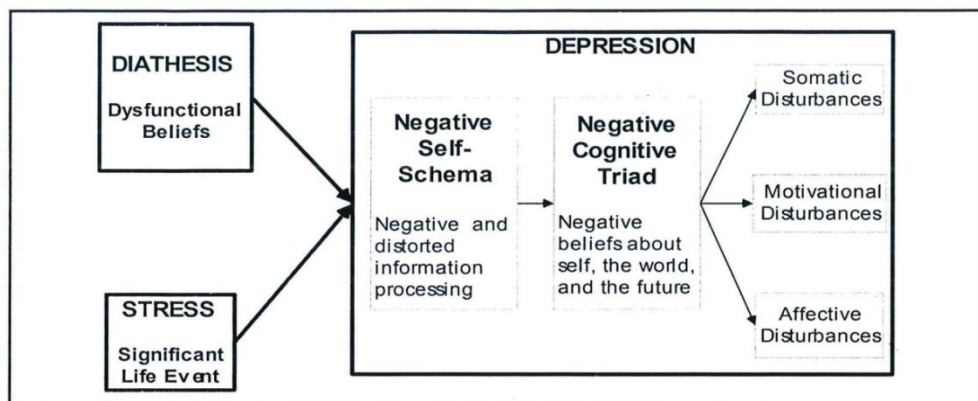 DIATHESIS
Dysfunctional
Beliefs
STRESS
Significant
Life Event
DEPRESSION
Negative
Self-
Schema
Negative and
distorted
information
processing
Negative
Cognitive
Triad
Negative
beliefs about
self, the world,
and the future
Somatic
Disturbances
Motivational
Disturbances
Affective
Disturbances